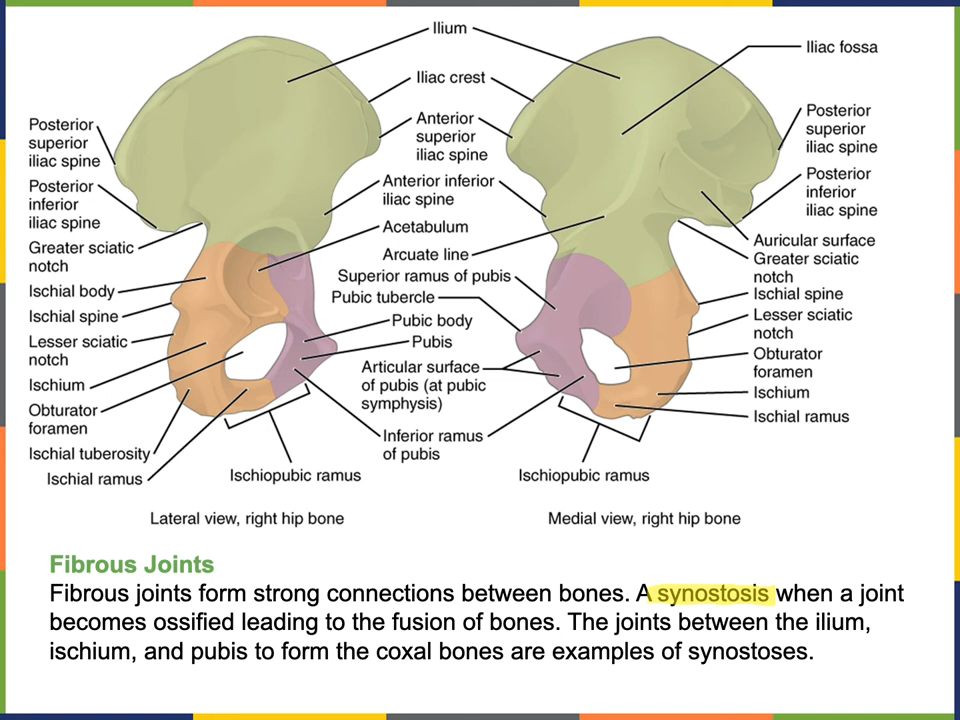 Ilium
Iliac fossa
Iliac crest
Posterior
superior
iliac spine
Anterior
superior
iliac spine
Posterior
superior
iliac spine
Posterior
inferior
iliac spine
Anterior inferior
iliac spine
Posterior
inferior
iliac spine
Acetabulum
Greater sciatic
notch
Arcuate line
Auricular surface
Greater sciatic
notch
Superior ramus of pubis
Ischial body
Pubic tubercle
Ischial spine
Ischial spine
Pubic body
Lesser sciatic
notch
Lesser sciatic
notch
Pubis
Articular surface
of pubis (at pubic
symphysis)
Obturator
foramen
Ischium
Ischium
Obturator
foramen
Ischial ramus
Inferior ramus
of pubis
Ischial tuberosity
Ischial ramus
Ischiopubic ramus
Ischiopubic ramus
Lateral view, right hip bone
Medial view, right hip bone
Fibrous Joints
Fibrous joints form strong connections between bones. A synostosis when a joint
becomes ossified leading to the fusion of bones. The joints between the ilium,
ischium, and pubis to form the coxal bones are examples of synostoses.